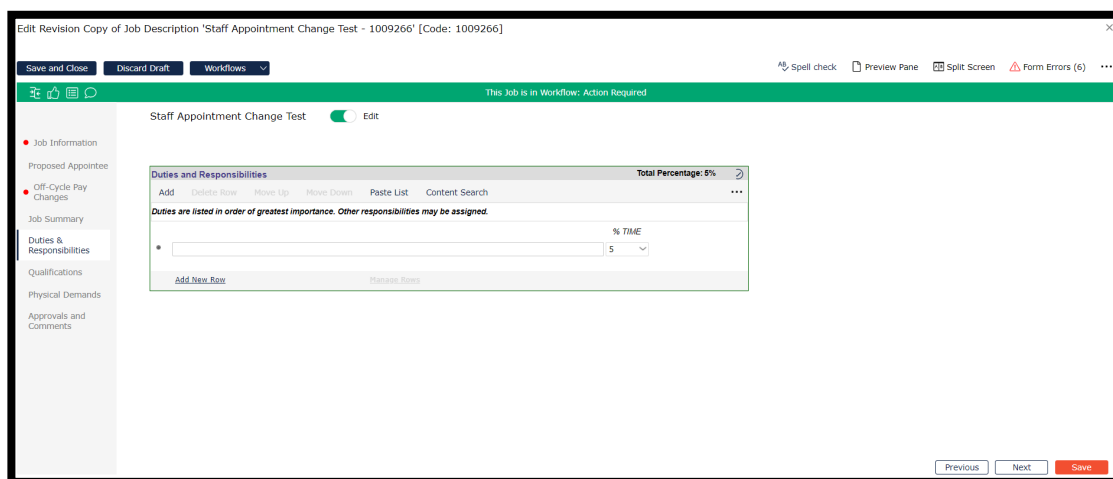 Edit Revision Copy of Job Description 'Staff Appointment Change Test - 1009266' [Code: 1009266]
Save and Close Discard Draft Workflows Spell check Preview Pane Split Screen Form Errors (6)
This Job is in Workflow: Action Required
Staff Appointment Change Test Edit
Job Information
Proposed Appointee
Off-Cycle Pay
Changes
Job Summary
Duties &
Responsibilities
Qualifications
Physical Demands
Approvals and
Comments
Duties and Responsibilities Total Percentage: 5%
Add Delete Row Move Up Move Down Paste List Content Search
Duties are listed in order of greatest importance. Other responsibilities may be assigned.
% TIME
5
Add New Row Manage Rows
Previous Next Save